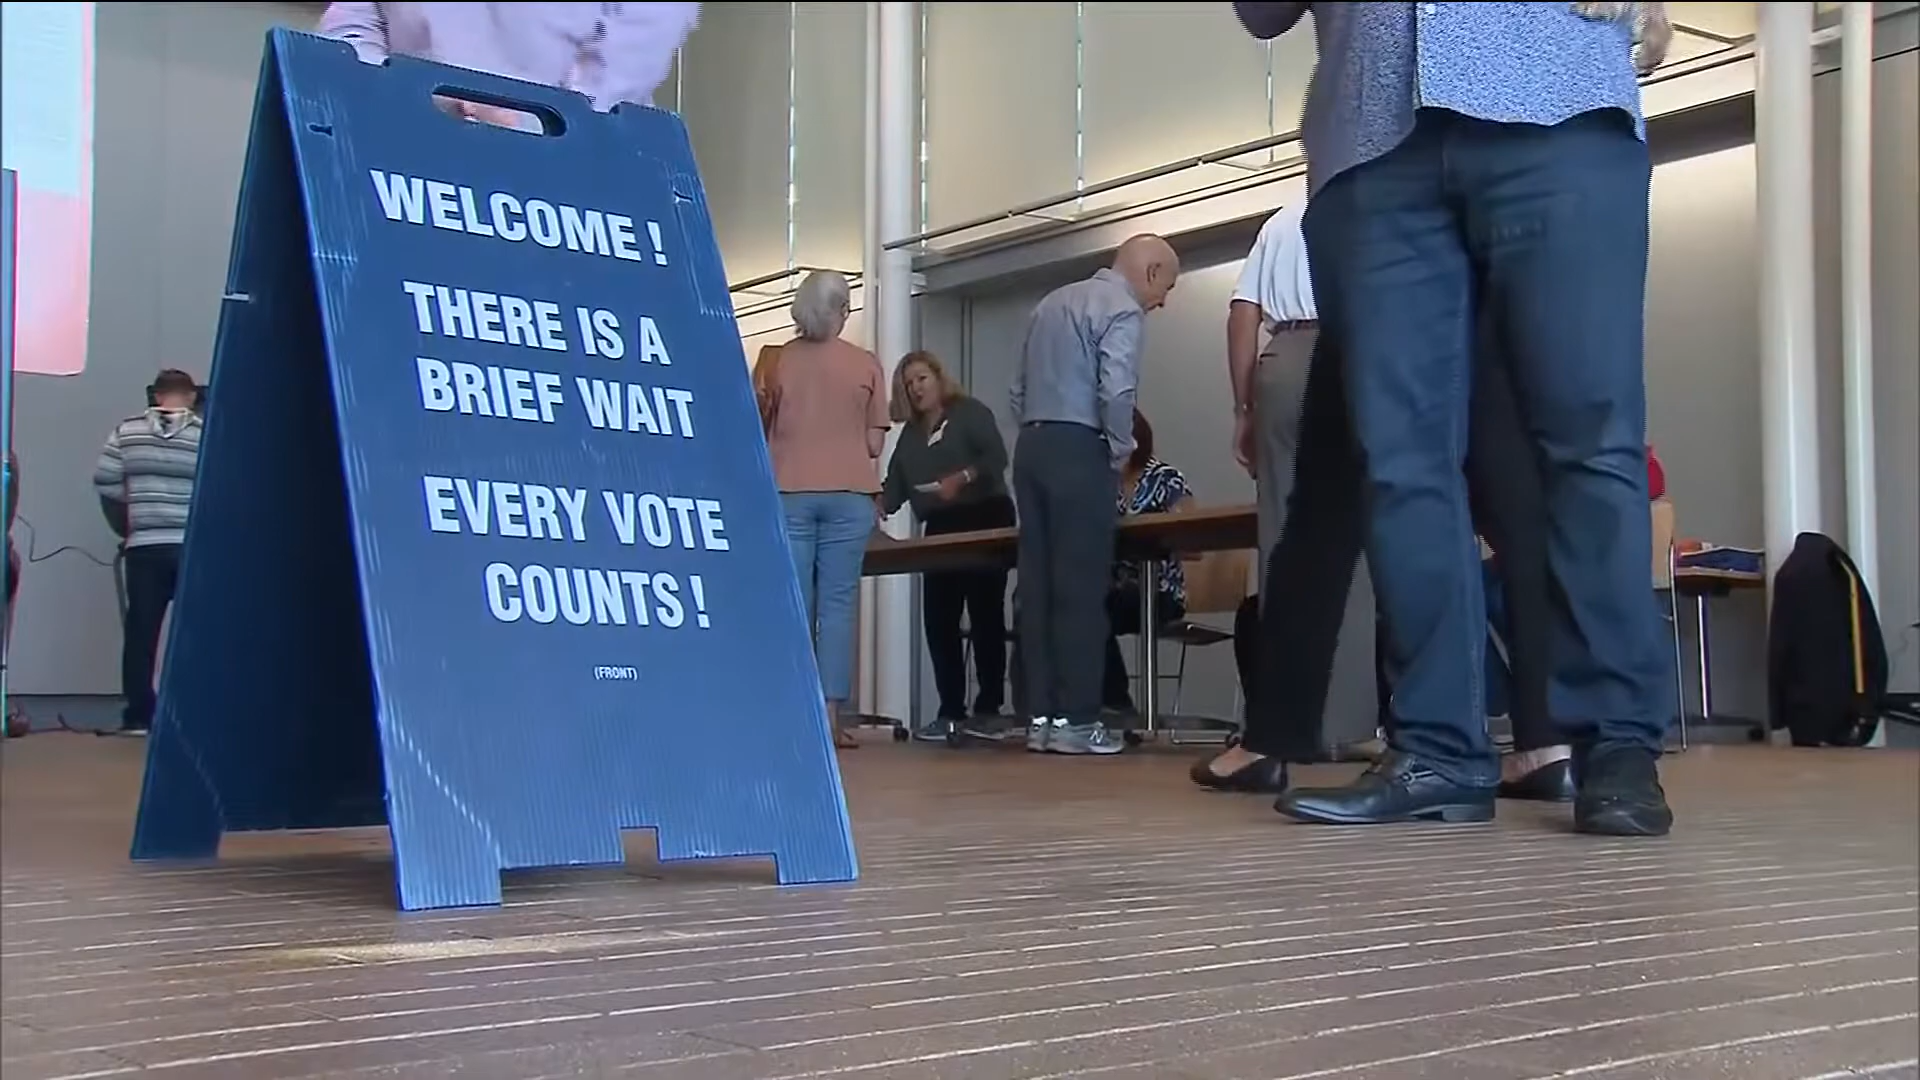 WELCOME!
THERE IS A
BRIEF WAIT
EVERY VOTE
COUNTS!
(FRONT)